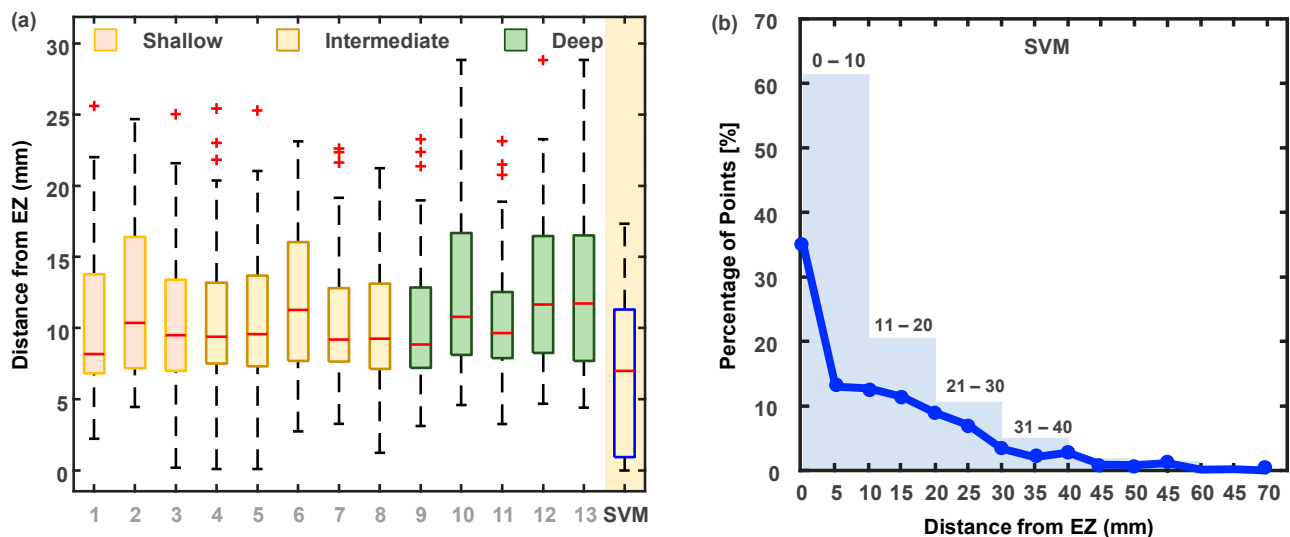 (a)
Shallow Intermediate Deep
Distance from EZ (mm)
30
25
20
15
10
5
0
1 2 3 4 5 6 7 8 9 10 11 12 13 SVM
(b)
SVM
Percentage of Points [%]
70
60
50
40
30
20
10
0
0 – 10
11 – 20
21 – 30
31 – 40
0 5 10 15 20 25 30 35 40 45 50 45 60 45 70
Distance from EZ (mm)